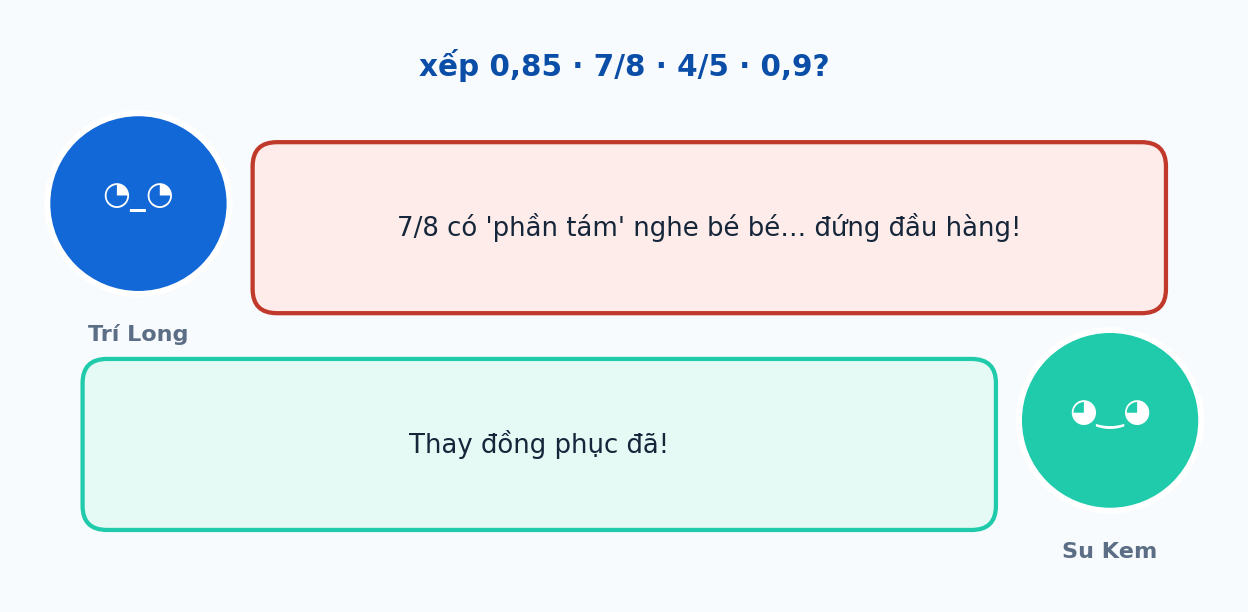 xếp 0,85 · 7/8 · 4/5 · 0,9?
◔_◔
7/8 có 'phần tám' nghe bé bé… đứng đầu hàng!
Trí Long
Thay đồng phục đã!
◕‿◕
Su Kem